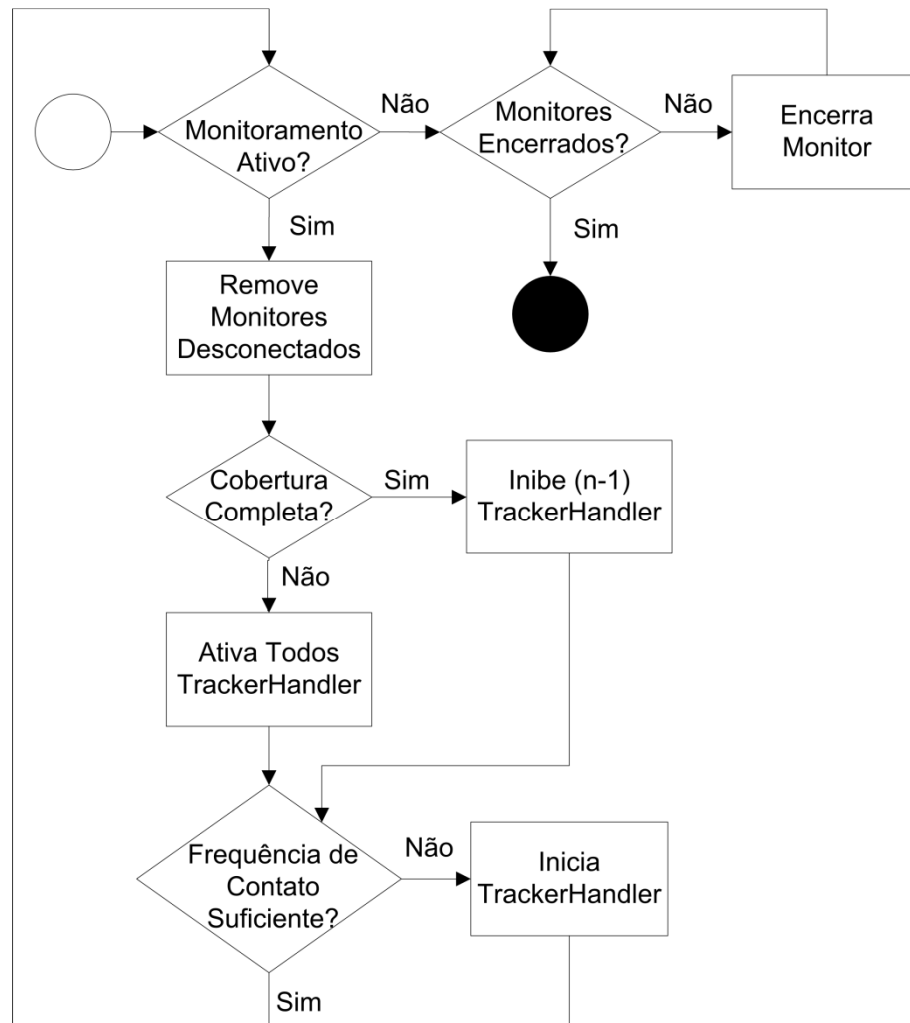 Monitoramento
Ativo?
Não
Monitores
Encerrados?
Não
Encerra
Monitor
Sim
Sim
Remove
Monitores
Desconectados
Cobertura
Completa?
Sim
Inibe (n-1)
TrackerHandler
Não
Ativa Todos
TrackerHandler
Frequência de
Contato
Suficiente?
Não
Inicia
TrackerHandler
Sim